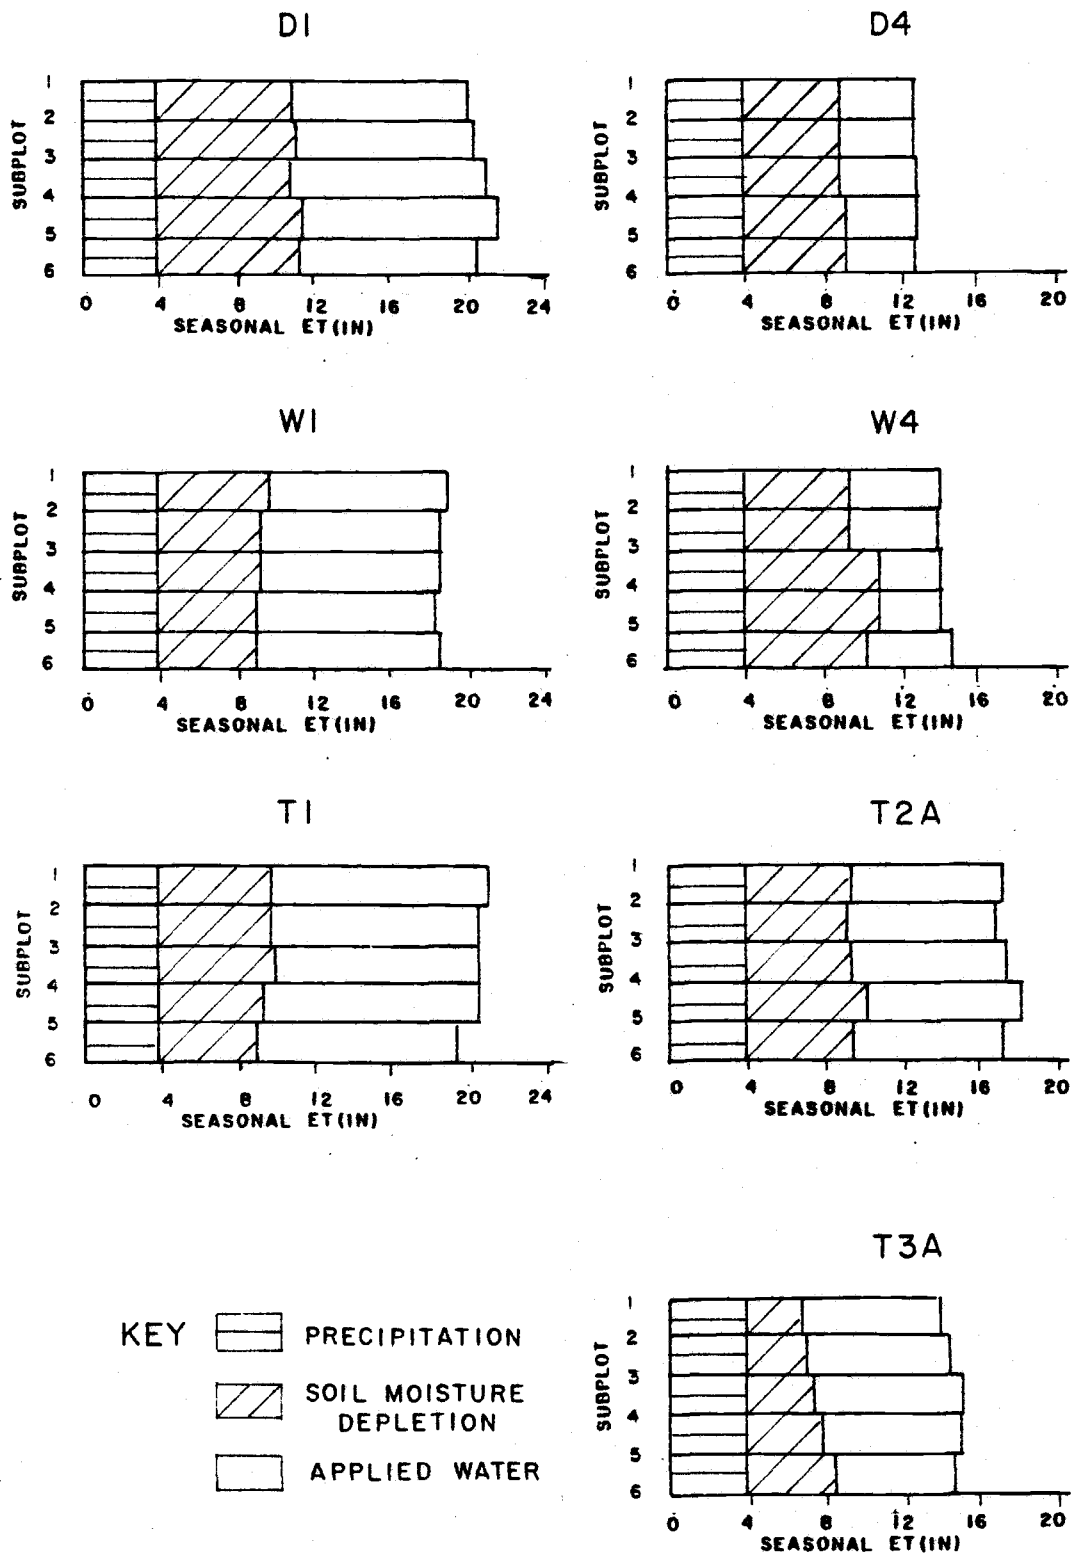 D1
SUBPLOT
1
2
3
4
5
6
0 4 8 12 16 20 24
SEASONAL ET(IN)
D4
SUBPLOT
1
2
3
4
5
6
0 4 8 12 16 20
SEASONAL ET(IN)
W1
SUBPLOT
1
2
3
4
5
6
0 4 8 12 16 20 24
SEASONAL ET(IN)
W4
SUBPLOT
1
2
3
4
5
6
0 4 8 12 16 20
SEASONAL ET(IN)
T1
SUBPLOT
1
2
3
4
5
6
0 4 8 12 16 20 24
SEASONAL ET(IN)
T2A
SUBPLOT
1
2
3
4
5
6
0 4 8 12 16 20
SEASONAL ET(IN)
T3A
SUBPLOT
1
2
3
4
5
6
0 4 8 12 16 20
SEASONAL ET(IN)
KEY
PRECIPITATION
SOIL MOISTURE
DEPLETION
APPLIED WATER